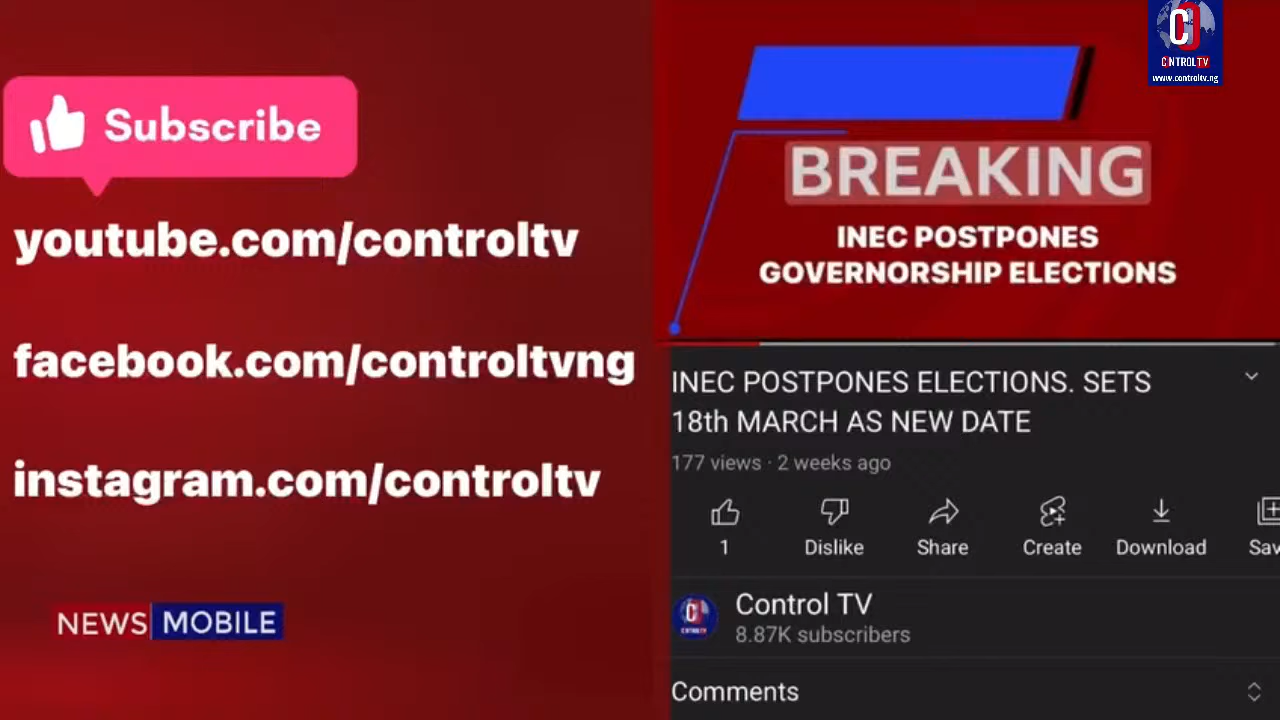 Subscribe
youtube.com/controltv
facebook.com/controltvng
instagram.com/controltv
NEWS MOBILE
CONTROLTV
www.controltv.ng
BREAKING
INEC POSTPONES
GOVERNORSHIP ELECTIONS
INEC POSTPONES ELECTIONS. SETS
18th MARCH AS NEW DATE
177 views · 2 weeks ago
1 Dislike Share Create Download Sav
Control TV
8.87K subscribers
Comments